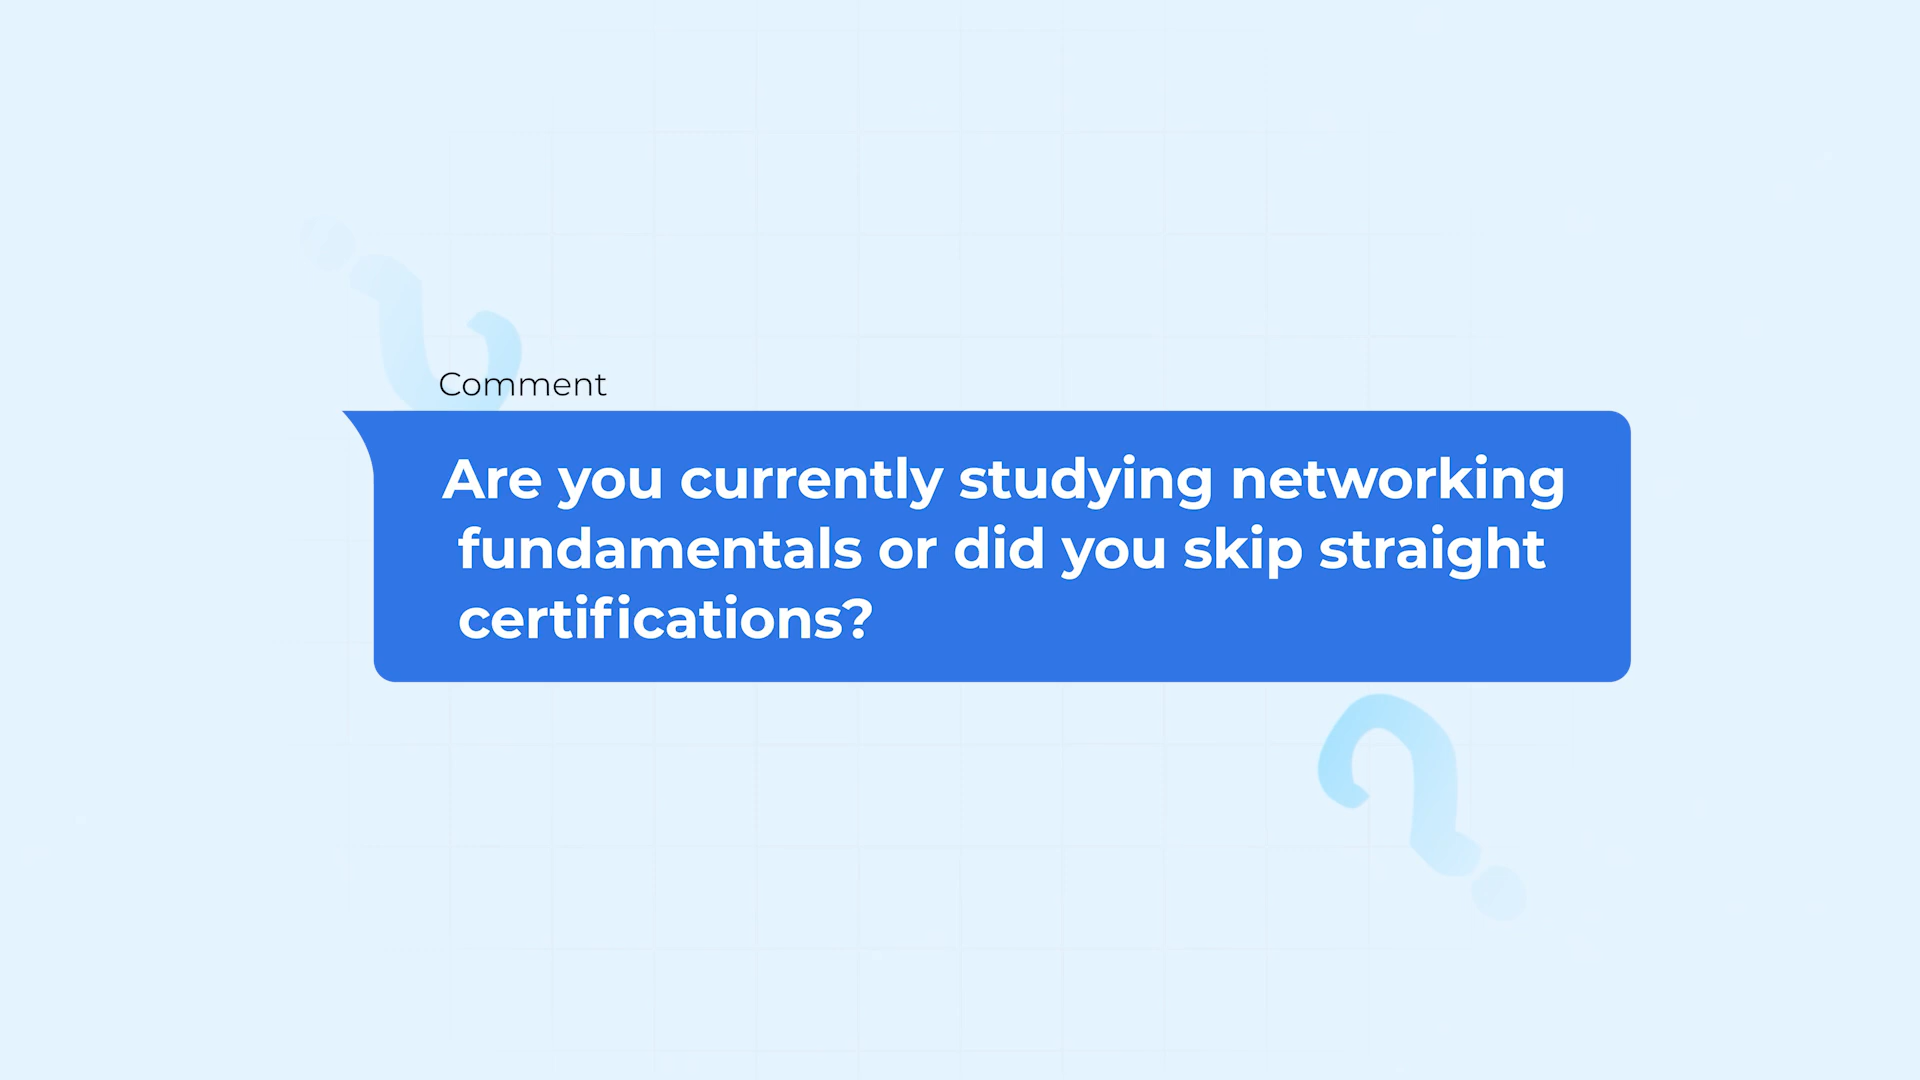 Comment
Are you currently studying networking
fundamentals or did you skip straight
certifications?